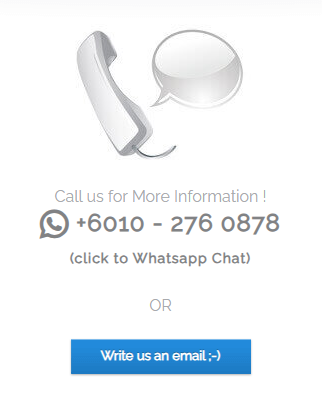 Call us for More Information !
+6010 - 276 0878
(click to Whatsapp Chat)
OR
Write us an email ;-)